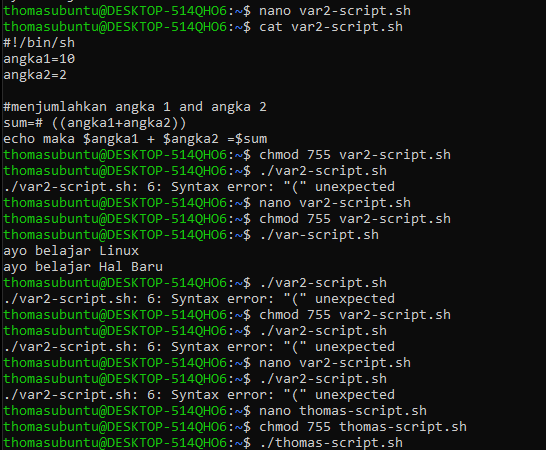 thomasubuntu@DESKTOP-514QHO6:~$ nano var2-script.sh
thomasubuntu@DESKTOP-514QHO6:~$ cat var2-script.sh
#!/bin/sh
angka1=10
angka2=2

#menjumlahkan angka 1 and angka 2
sum=# ((angka1+angka2))
echo maka $angka1 + $angka2 =$sum
thomasubuntu@DESKTOP-514QHO6:~$ chmod 755 var2-script.sh
thomasubuntu@DESKTOP-514QHO6:~$ ./var2-script.sh
./var2-script.sh: 6: Syntax error: "(" unexpected
thomasubuntu@DESKTOP-514QHO6:~$ nano var2-script.sh
thomasubuntu@DESKTOP-514QHO6:~$ chmod 755 var2-script.sh
thomasubuntu@DESKTOP-514QHO6:~$ ./var-script.sh
ayo belajar Linux
ayo belajar Hal Baru
thomasubuntu@DESKTOP-514QHO6:~$ ./var2-script.sh
./var2-script.sh: 6: Syntax error: "(" unexpected
thomasubuntu@DESKTOP-514QHO6:~$ chmod 755 var2-script.sh
thomasubuntu@DESKTOP-514QHO6:~$ ./var2-script.sh
./var2-script.sh: 6: Syntax error: "(" unexpected
thomasubuntu@DESKTOP-514QHO6:~$ nano var2-script.sh
thomasubuntu@DESKTOP-514QHO6:~$ ./var2-script.sh
./var2-script.sh: 6: Syntax error: "(" unexpected
thomasubuntu@DESKTOP-514QHO6:~$ nano thomas-script.sh
thomasubuntu@DESKTOP-514QHO6:~$ chmod 755 thomas-script.sh
thomasubuntu@DESKTOP-514QHO6:~$ ./thomas-script.sh